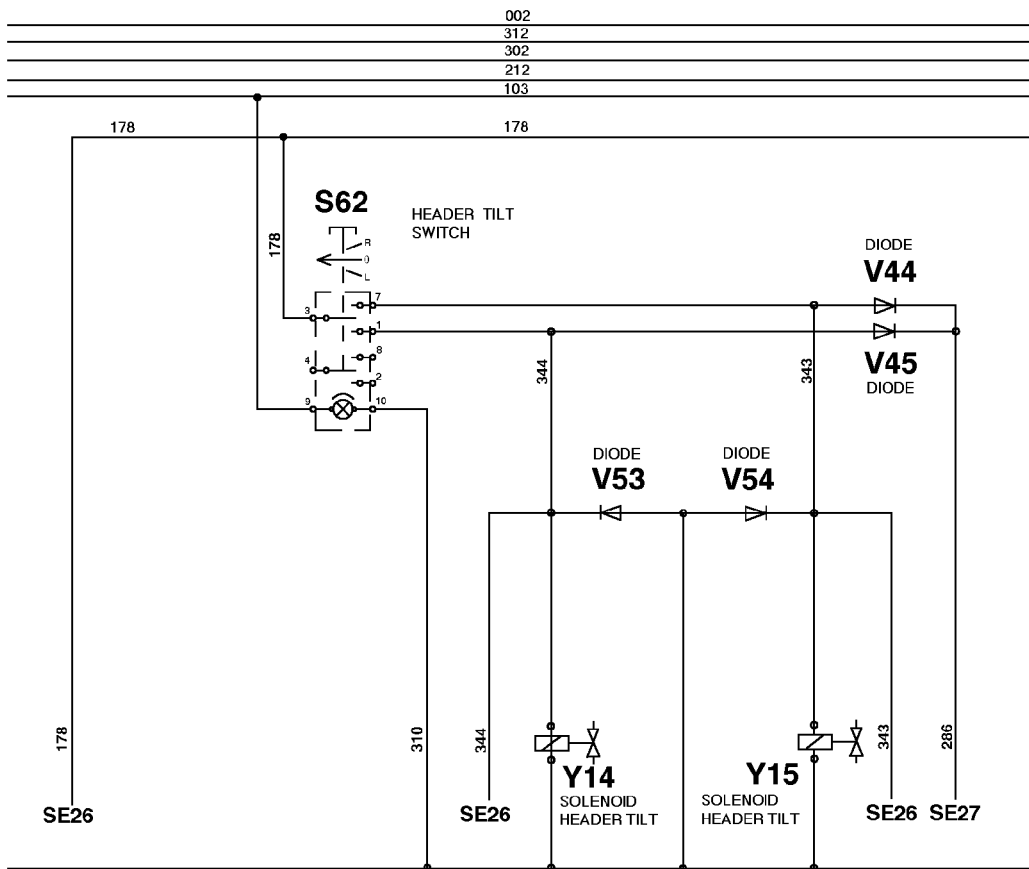 002
312
302
212
103
178
178
S62
HEADER TILT
SWITCH
178
R
0
L
DIODE
V44
7
3
1
V45
DIODE
8
4
2
344
343
9
10
DIODE
V53
DIODE
V54
178
310
344
343
286
Y14
SOLENOID
HEADER TILT
Y15
SOLENOID
HEADER TILT
SE26
SE26
SE26
SE27